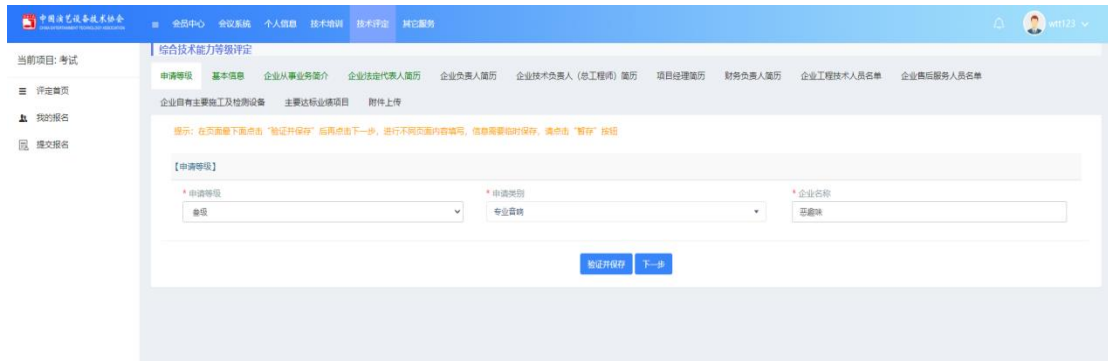 中国演艺设备技术协会
CHINA ENTERTAINMENT TECHNOLOGY ASSOCIATION
会员中心 会议系统 个人信息 技术培训 技术评定 其它服务
wtt123
当前项目: 考试
评定首页
我的报名
提交报名
综合技术能力等级评定
申请等级 基本信息 企业从事业务简介 企业法定代表人简历 企业负责人简历 企业技术负责人（总工程师）简历 项目经理简历 财务负责人简历 企业工程技术人员名单 企业售后服务人员名单
企业自有主要施工及检测设备 主要达标业绩项目 附件上传
提示：在页面最下面点击“验证并保存”后再点击下一步，进行不同页面内容填写，信息需要临时保存，请点击“暂存”按钮
【申请等级】
* 申请等级 * 申请类别 * 企业名称
叁级 专业音响 恶趣味
验证并保存 下一步